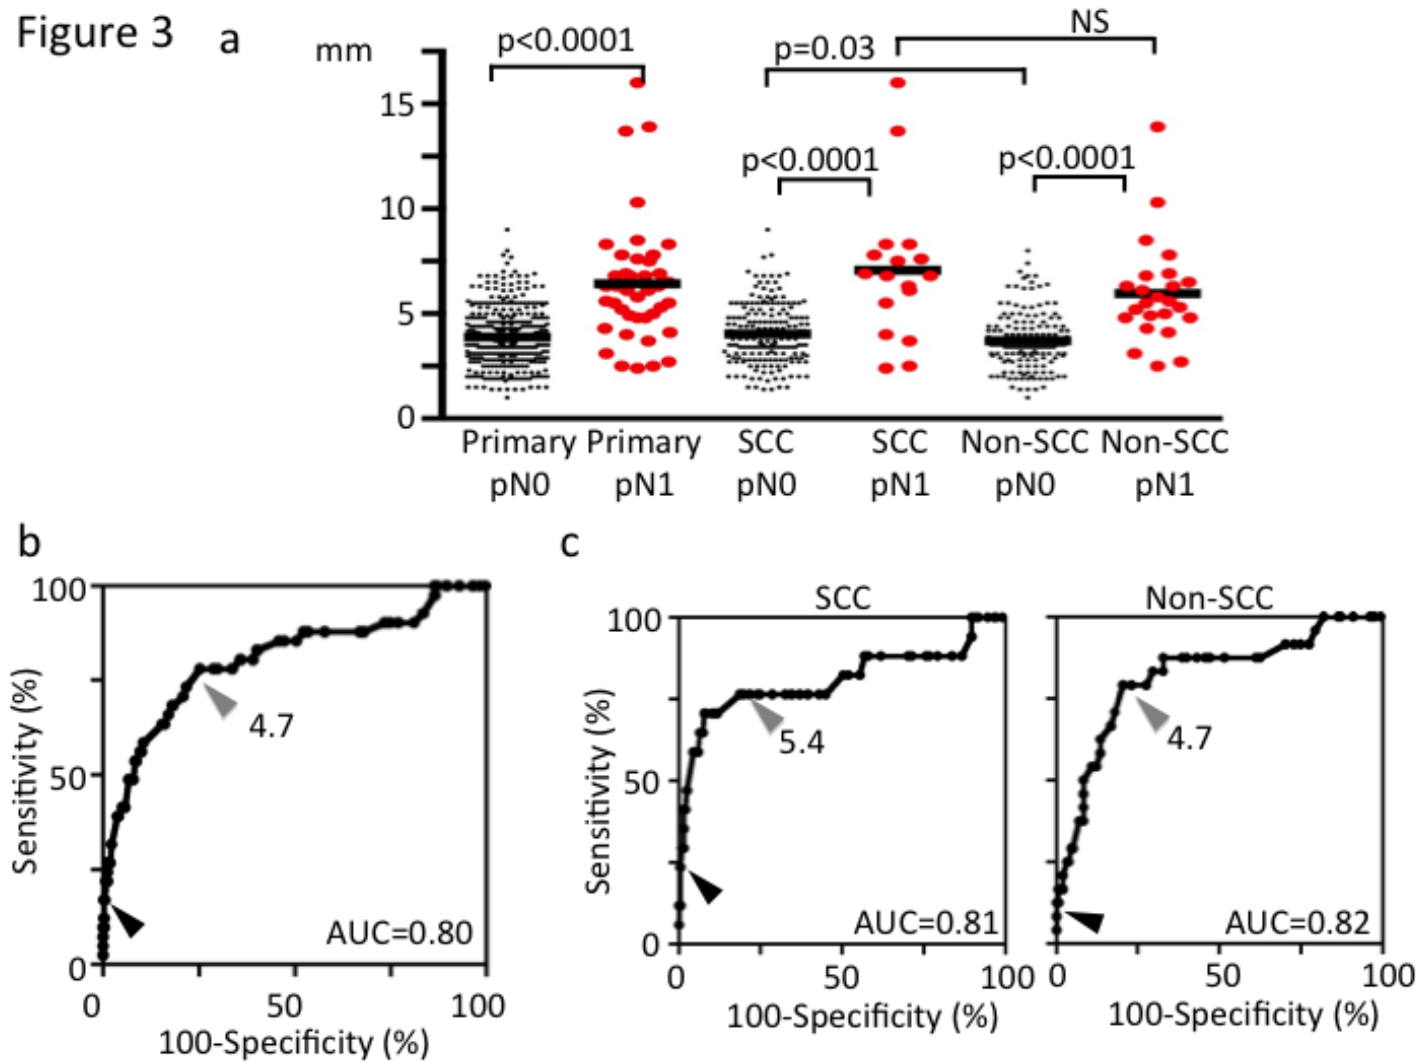 Figure 3
a
mm
p<0.0001
p=0.03
NS
p<0.0001
p<0.0001
15
10
5
0
Primary pN0
Primary pN1
SCC pN0
SCC pN1
Non-SCC pN0
Non-SCC pN1
b
100
50
0
Sensitivity (%)
4.7
AUC=0.80
0 50 100
100-Specificity (%)
c
SCC
100
50
0
Sensitivity (%)
5.4
AUC=0.81
0 50 100
100-Specificity (%)
Non-SCC
4.7
AUC=0.82
0 50 100
100-Specificity (%)